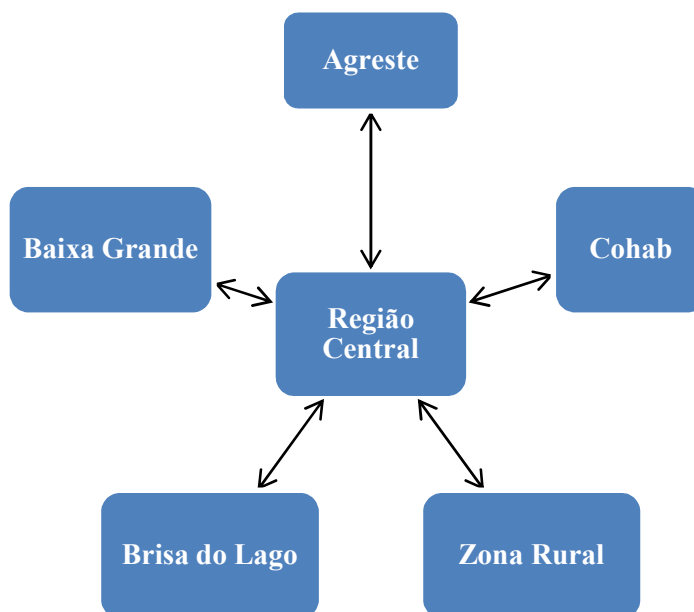 Agreste
Baixa Grande
Cohab
Região
Central
Brisa do Lago
Zona Rural